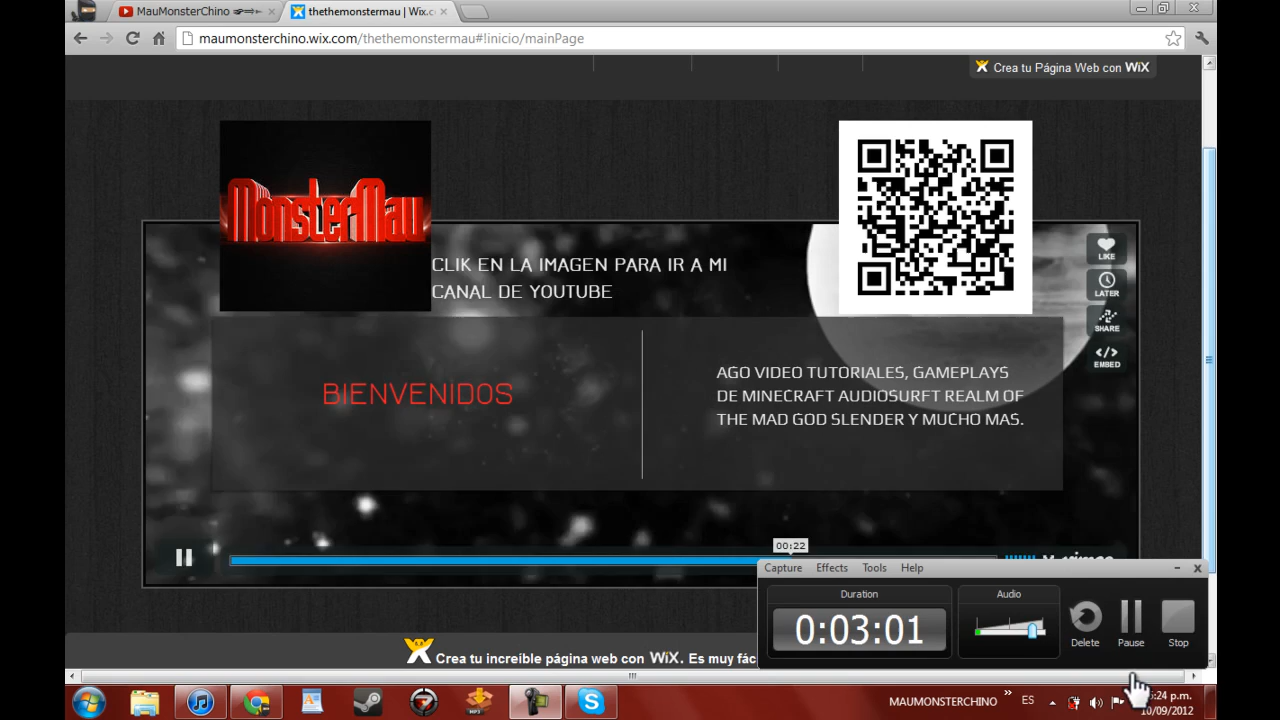 MauMonsterChino
thethemonstermau | Wix.c
maumonsterchino.wix.com/thethemonstermau#!inicio/mainPage
Crea tu Página Web con WiX
MonsterMau
CLIK EN LA IMAGEN PARA IR A MI
CANAL DE YOUTUBE
LIKE
LATER
SHARE
EMBED
BIENVENIDOS
AGO VIDEO TUTORIALES, GAMEPLAYS
DE MINECRAFT AUDIOSURFT REALM OF
THE MAD GOD SLENDER Y MUCHO MAS.
00:22
Capture Effects Tools Help
Duration
Audio
0:03:01
Delete
Pause
Stop
Crea tu increible página web con WiX. Es muy fác
MP3
MAUMONSTERCHINO
ES
:24 p.m.
10/09/2012